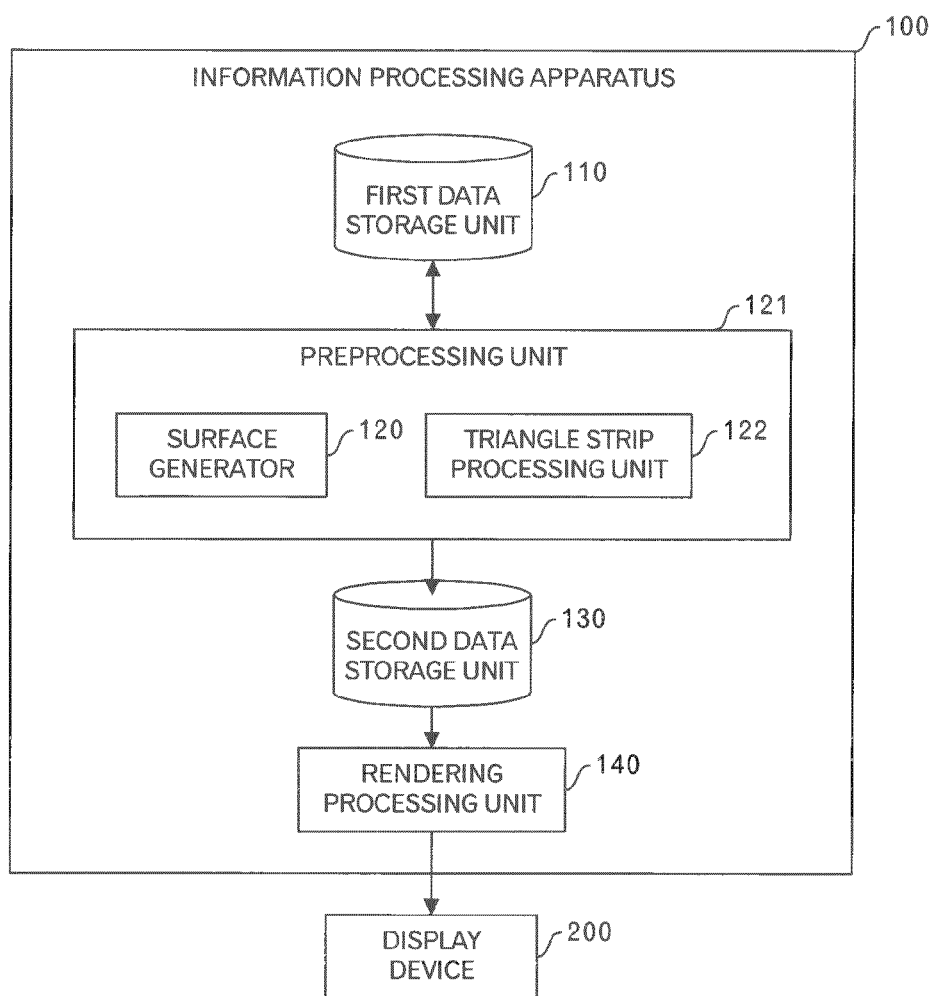 100
INFORMATION PROCESSING APPARATUS
FIRST DATA
STORAGE UNIT
110
121
PREPROCESSING UNIT
SURFACE
GENERATOR
120
TRIANGLE STRIP
PROCESSING UNIT
122
SECOND DATA
STORAGE UNIT
130
RENDERING
PROCESSING UNIT
140
DISPLAY
DEVICE
200